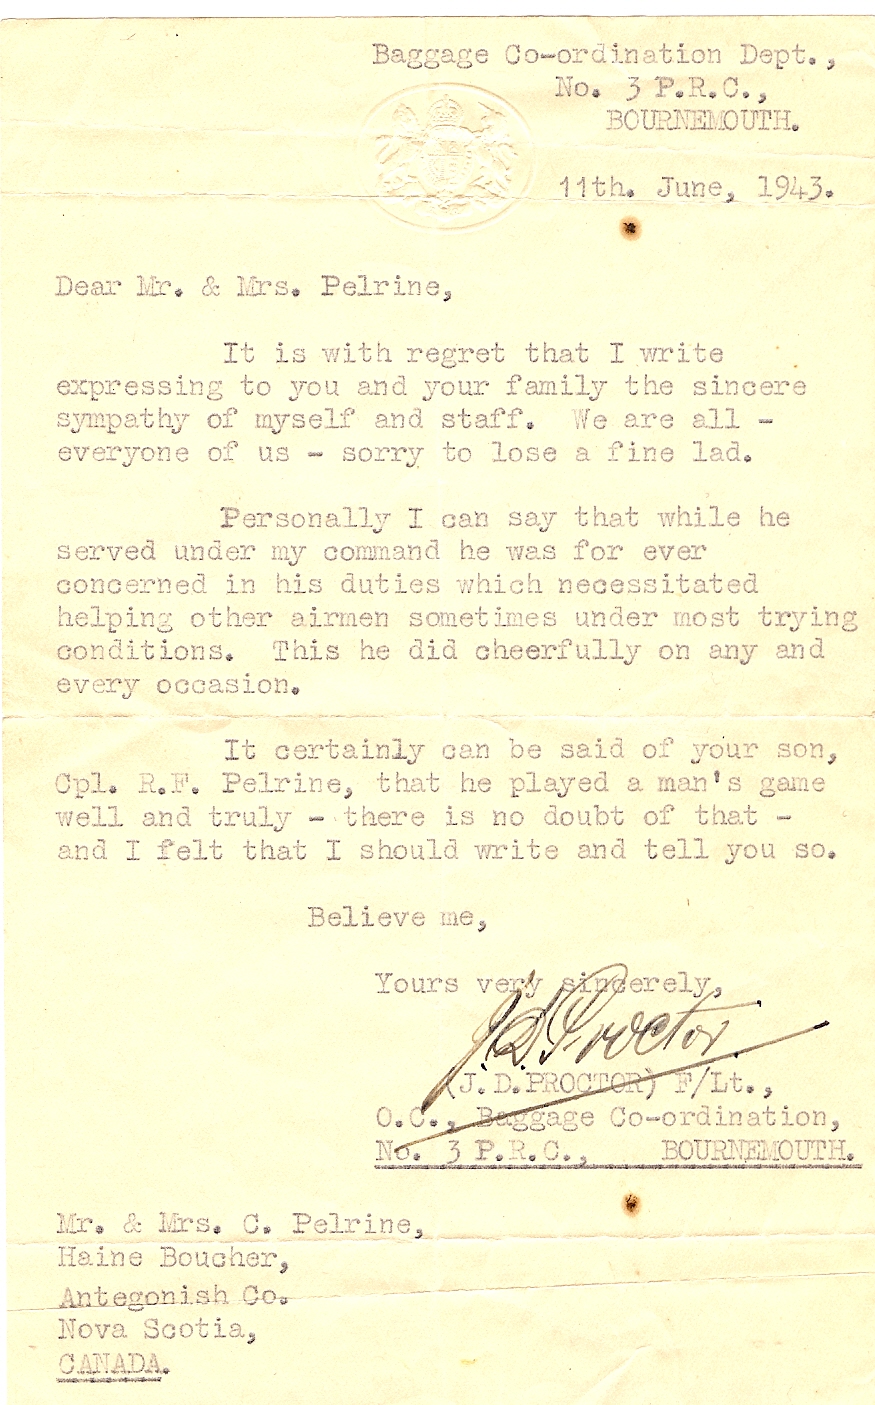 Baggage Co-ordination Dept.,
No. 3 P.R.C.,
BOURNEMOUTH.
11th. June, 1943.
Dear Mr. & Mrs. Pelrine,
It is with regret that I write
expressing to you and your family the sincere
sympathy of myself and staff. We are all -
everyone of us - sorry to lose a fine lad.
Personally I can say that while he
served under my command he was for ever
concerned in his duties which necessitated
helping other airmen sometimes under most trying
conditions. This he did cheerfully on any and
every occasion.
It certainly can be said of your son,
Cpl. R.F. Pelrine, that he played a man's game
well and truly - there is no doubt of that -
and I felt that I should write and tell you so.
Believe me,
Yours very sincerely,
J.D. Proctor.
(J.D.PROCTOR) F/Lt.,
O.C., Baggage Co-ordination,
No. 3 P.R.C., BOURNEMOUTH.
Mr. & Mrs. C. Pelrine,
Haine Boucher,
Antegonish Co.
Nova Scotia,
CANADA.